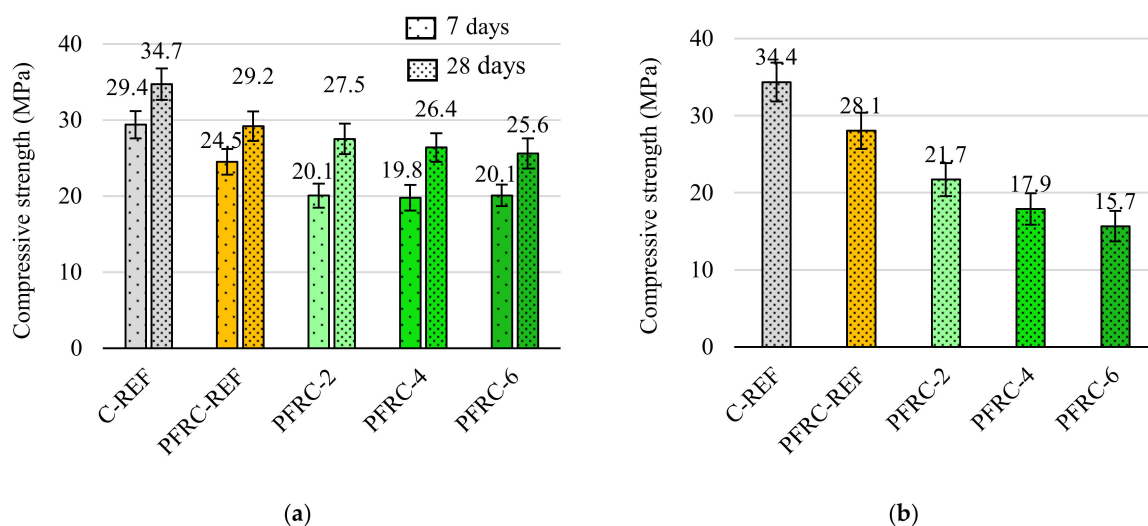 7 days
28 days
Compressive strength (MPa)
40
30
20
10
0
29.4
34.7
24.5
29.2
20.1
27.5
19.8
26.4
20.1
25.6
C-REF
PFRC-REF
PFRC-2
PFRC-4
PFRC-6
(a)
Compressive strength (MPa)
40
30
20
10
0
34.4
28.1
21.7
17.9
15.7
C-REF
PFRC-REF
PFRC-2
PFRC-4
PFRC-6
(b)